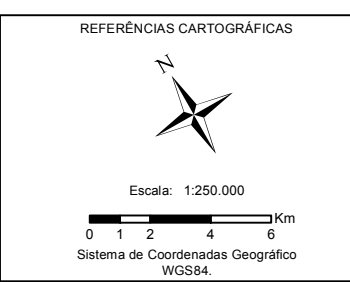 REFERÊNCIAS CARTOGRÁFICAS
N
Escala: 1:250.000
Km
0 1 2 4 6
Sistema de Coordenadas Geográfico
WGS84.